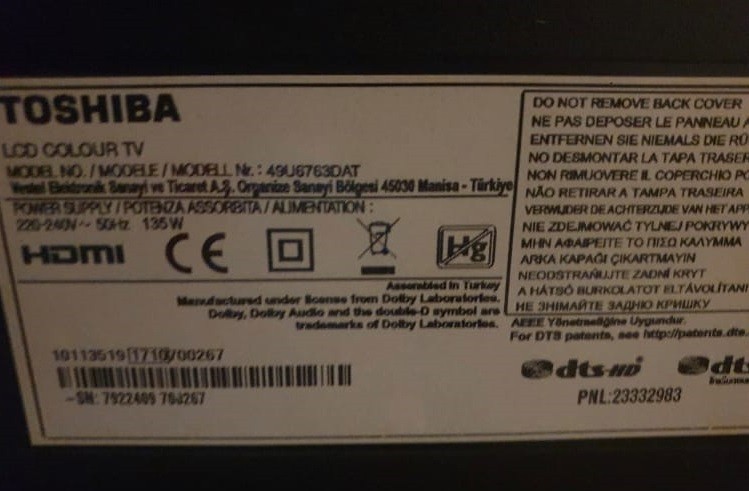 TOSHIBA
LCD COLOUR TV
MODEL NO. / MODELE / MODELL Nr. : 49U6763DAT
Vestel Elektronik Sanayi ve Ticaret A.Ş. Organize Sanayi Bölgesi 45030 Manisa - Türkiye
POWER SUPPLY / POTENZA ASSORBITA / ALIMENTATION :
220-240V~ 50Hz 135W
HDMI CE Hg
Assembled in Turkey
Manufactured under license from Dolby Laboratories.
Dolby, Dolby Audio and the double-D symbol are
trademarks of Dolby Laboratories.
10113519 1710/00267
-SN: 7922409 700267
DO NOT REMOVE BACK COVER
NE PAS DEPOSER LE PANNEAU A
ENTFERNEN SIE NIEMALS DIE RÜ
NO DESMONTAR LA TAPA TRASER
NON RIMUOVERE IL COPERCHIO PO
NÃO RETIRAR A TAMPA TRASEIRA
VERWIJDER DE ACHTERZIJDE VAN HET APP
NIE ZDEJMOWAĆ TYLNEJ POKRYWY
ΜΗΝ ΑΦΑΙΡΕΙΤΕ ΤΟ ΠΙΣΩ ΚΑΛΥΜΜΑ
ARKA KAPAĞI ÇIKARTMAYIN
NEODSTRAŇUJTE ZADNÍ KRYT
A HÁTSÓ BURKOLATOT ELTÁVOLÍTANI
НЕ ЗНІМАЙТЕ ЗАДНЮ КРИШКУ
AEEE Yönetmeliğine Uygundur.
For DTS patents, see http://patents.dts.
dts-HD dt
PNL:23332983